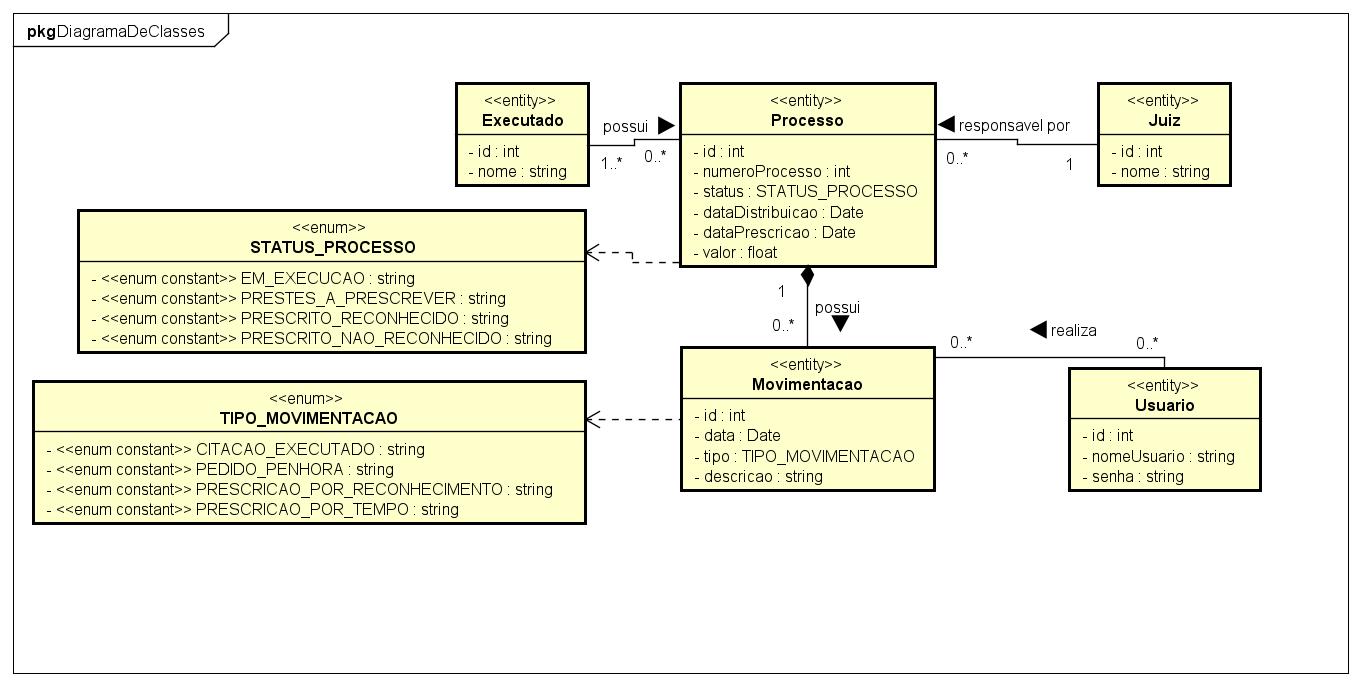 pkg DiagramaDeClasses
<<entity>>
Executado
- id : int
- nome : string
possui
1..*
0..*
<<entity>>
Processo
- id : int
- numeroProcesso : int
- status : STATUS_PROCESSO
- dataDistribuicao : Date
- dataPrescricao : Date
- valor : float
responsavel por
0..*
1
<<entity>>
Juiz
- id : int
- nome : string
<<enum>>
STATUS_PROCESSO
- <<enum constant>> EM_EXECUCAO : string
- <<enum constant>> PRESTES_A_PRESCREVER : string
- <<enum constant>> PRESCRITO_RECONHECIDO : string
- <<enum constant>> PRESCRITO_NAO_RECONHECIDO : string
1
possui
0..*
<<enum>>
TIPO_MOVIMENTACAO
- <<enum constant>> CITACAO_EXECUTADO : string
- <<enum constant>> PEDIDO_PENHORA : string
- <<enum constant>> PRESCRICAO_POR_RECONHECIMENTO : string
- <<enum constant>> PRESCRICAO_POR_TEMPO : string
<<entity>>
Movimentacao
- id : int
- data : Date
- tipo : TIPO_MOVIMENTACAO
- descricao : string
realiza
0..*
0..*
<<entity>>
Usuario
- id : int
- nomeUsuario : string
- senha : string